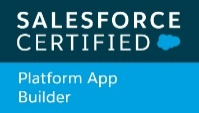 SALESFORCE
CERTIFIED
Platform App
Builder